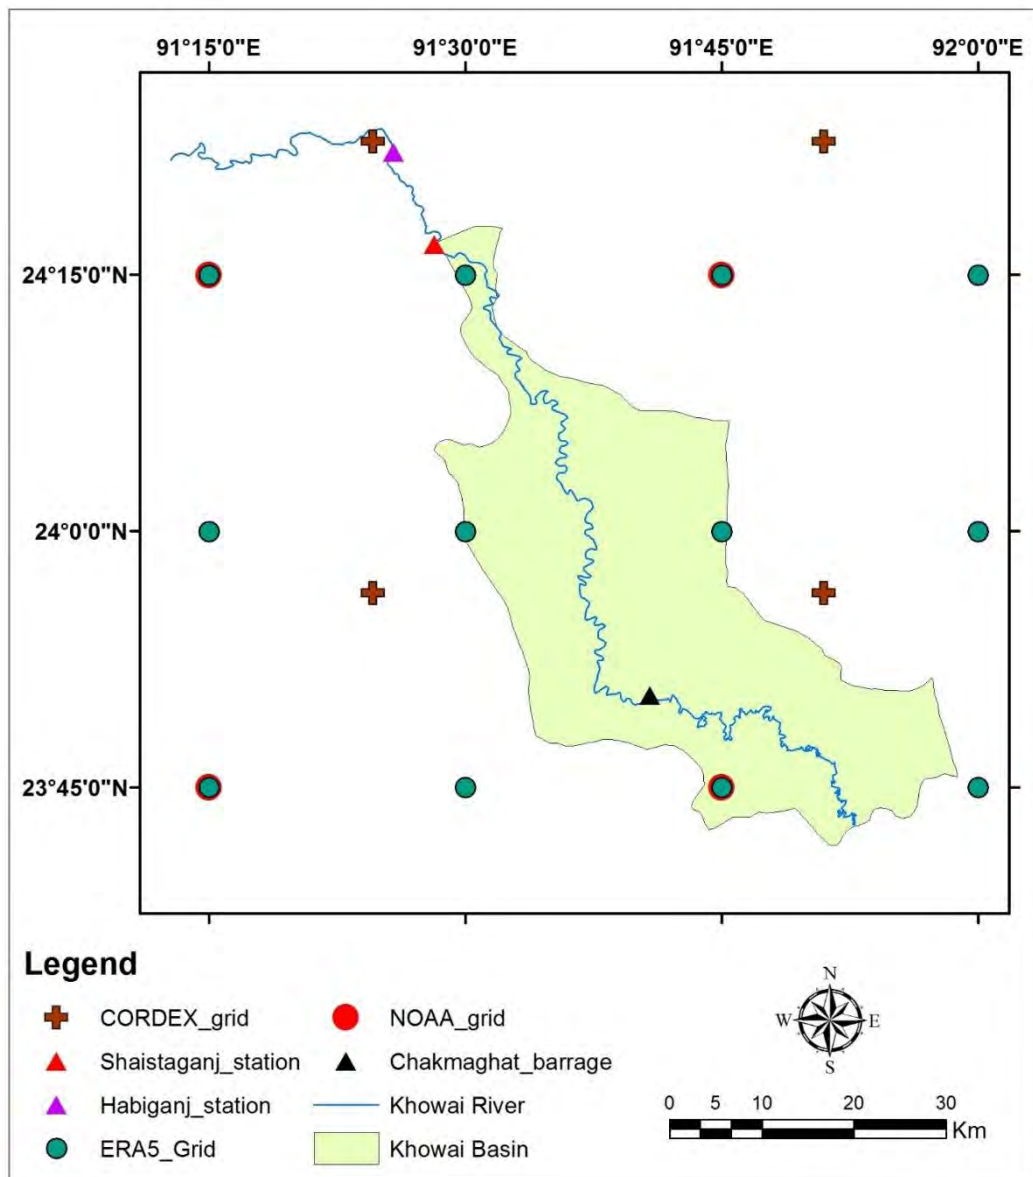 91°15'0"E 91°30'0"E 91°45'0"E 92°0'0"E
24°15'0"N
24°0'0"N
23°45'0"N
Legend
CORDEX_grid
Shaistaganj_station
Habiganj_station
ERA5_Grid
NOAA_grid
Chakmaghat_barrage
Khowai River
Khowai Basin
N
W E
S
0 5 10 20 30
Km